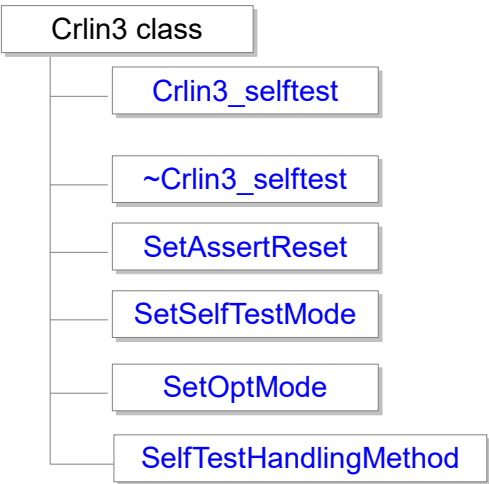 Crlin3 class
Crlin3_selftest
~Crlin3_selftest
SetAssertReset
SetSelfTestMode
SetOptMode
SelfTestHandlingMethod